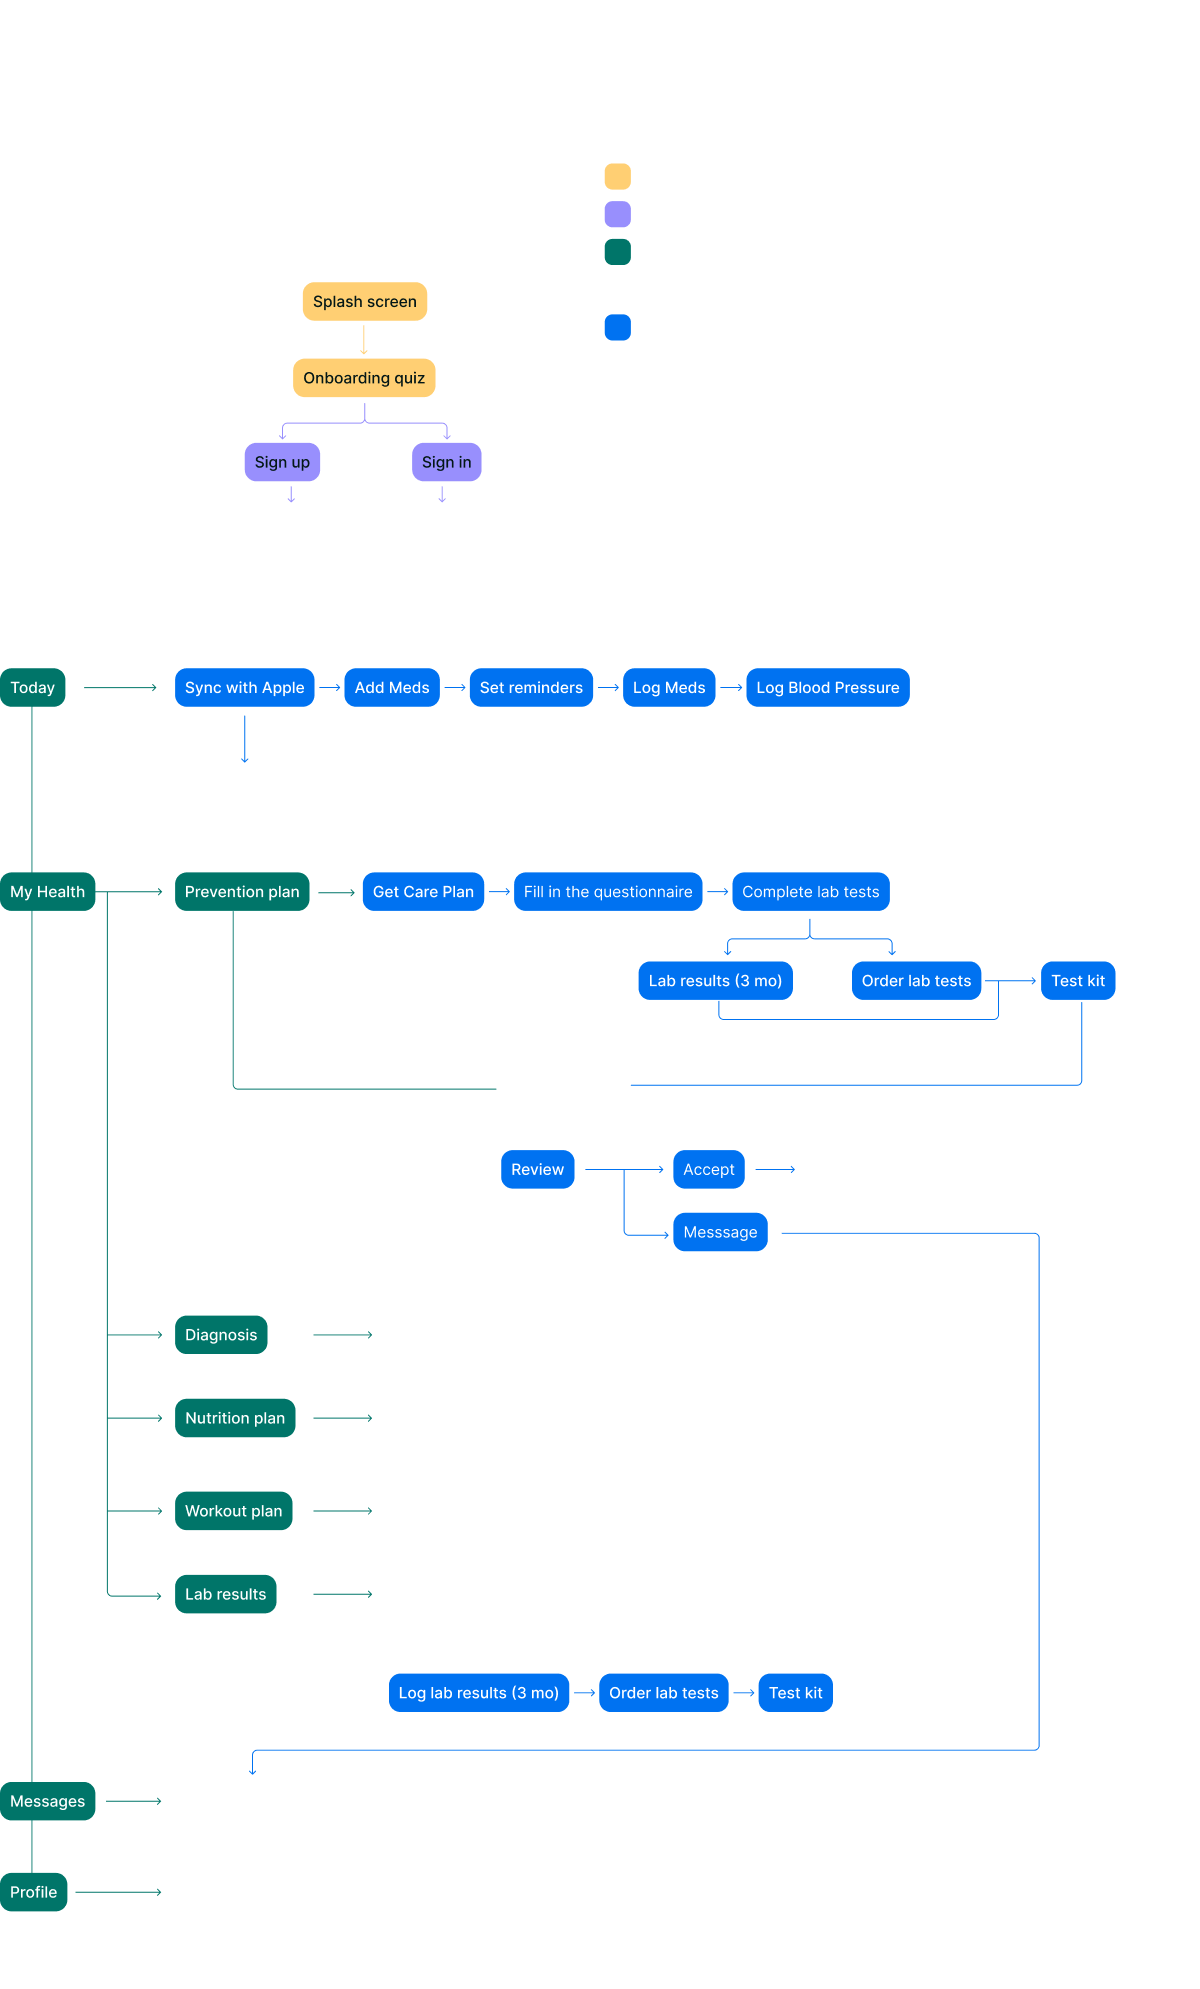 Splash screen
Onboarding quiz
Sign up
Sign in
Today
Sync with Apple
Add Meds
Set reminders
Log Meds
Log Blood Pressure
My Health
Prevention plan
Get Care Plan
Fill in the questionnaire
Complete lab tests
Lab results (3 mo)
Order lab tests
Test kit
Review
Accept
Messsage
Diagnosis
Nutrition plan
Workout plan
Lab results
Log lab results (3 mo)
Order lab tests
Test kit
Messages
Profile